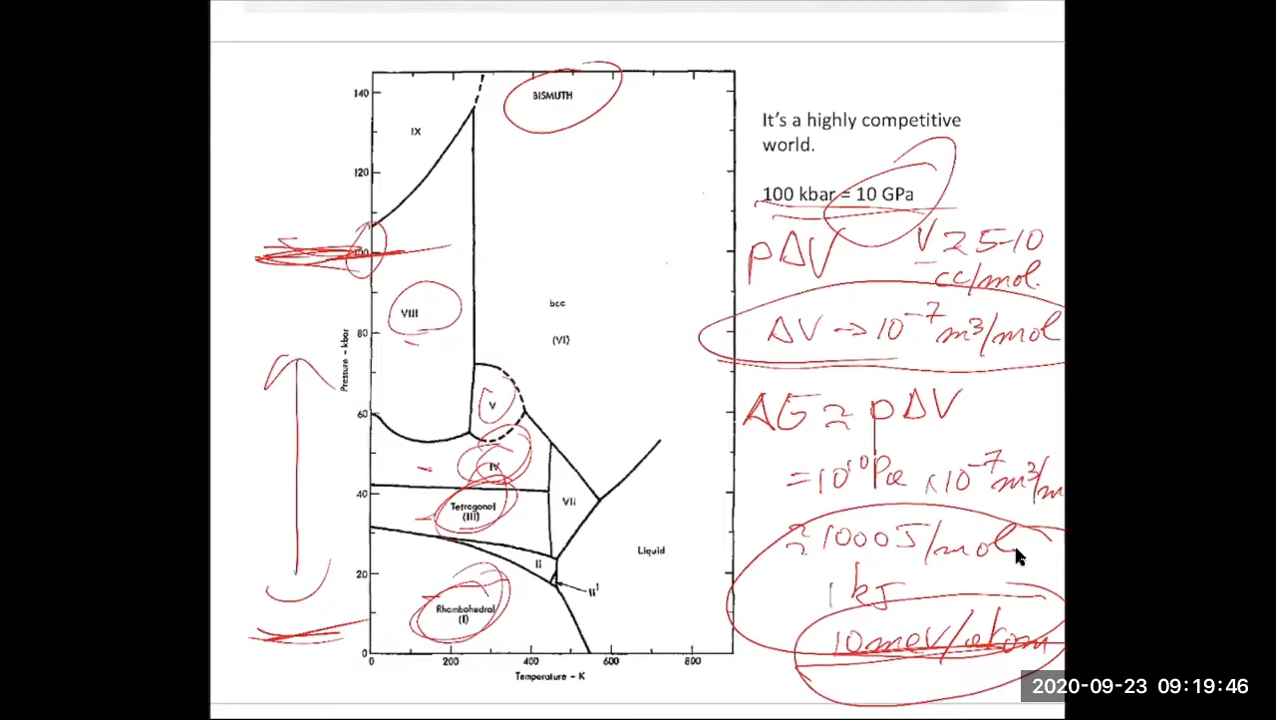 BISMUTH
140
120
100
80
60
40
20
0
Pressure - kbar
IX
VIII
bcc
(VI)
V
IV
VII
Tetragonal
(III)
II
II'
Liquid
Rhombohedral
(I)
0 200 400 600 800
Temperature - K
It's a highly competitive
world.
100 kbar = 10 GPa
pΔV V ≈ 5-10
cc/mol.
ΔV → 10⁻⁷ m³/mol
ΔG ≈ pΔV
= 10¹⁰ Pa × 10⁻⁷ m³/m
≈ 1000 J/mol
1 kJ
10 meV/atom
2020-09-23 09:19:46